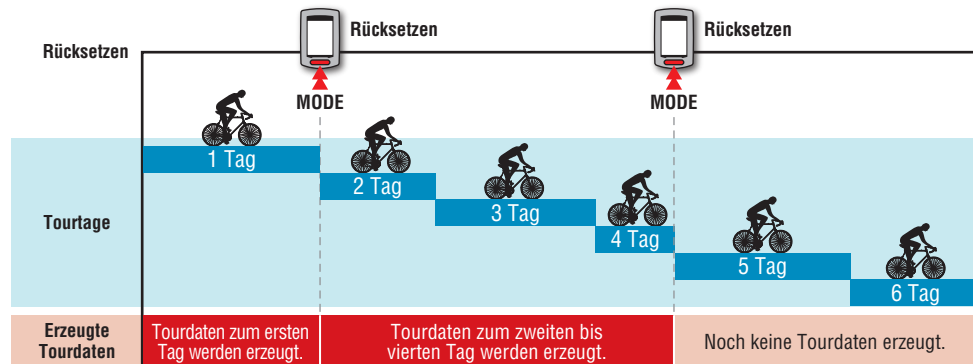 Rücksetzen
Rücksetzen
Rücksetzen
MODE
MODE
1 Tag
2 Tag
3 Tag
4 Tag
5 Tag
6 Tag
Tourtage
Erzeugte
Tourdaten
Tourdaten zum ersten
Tag werden erzeugt.
Tourdaten zum zweiten bis
vierten Tag werden erzeugt.
Noch keine Tourdaten erzeugt.